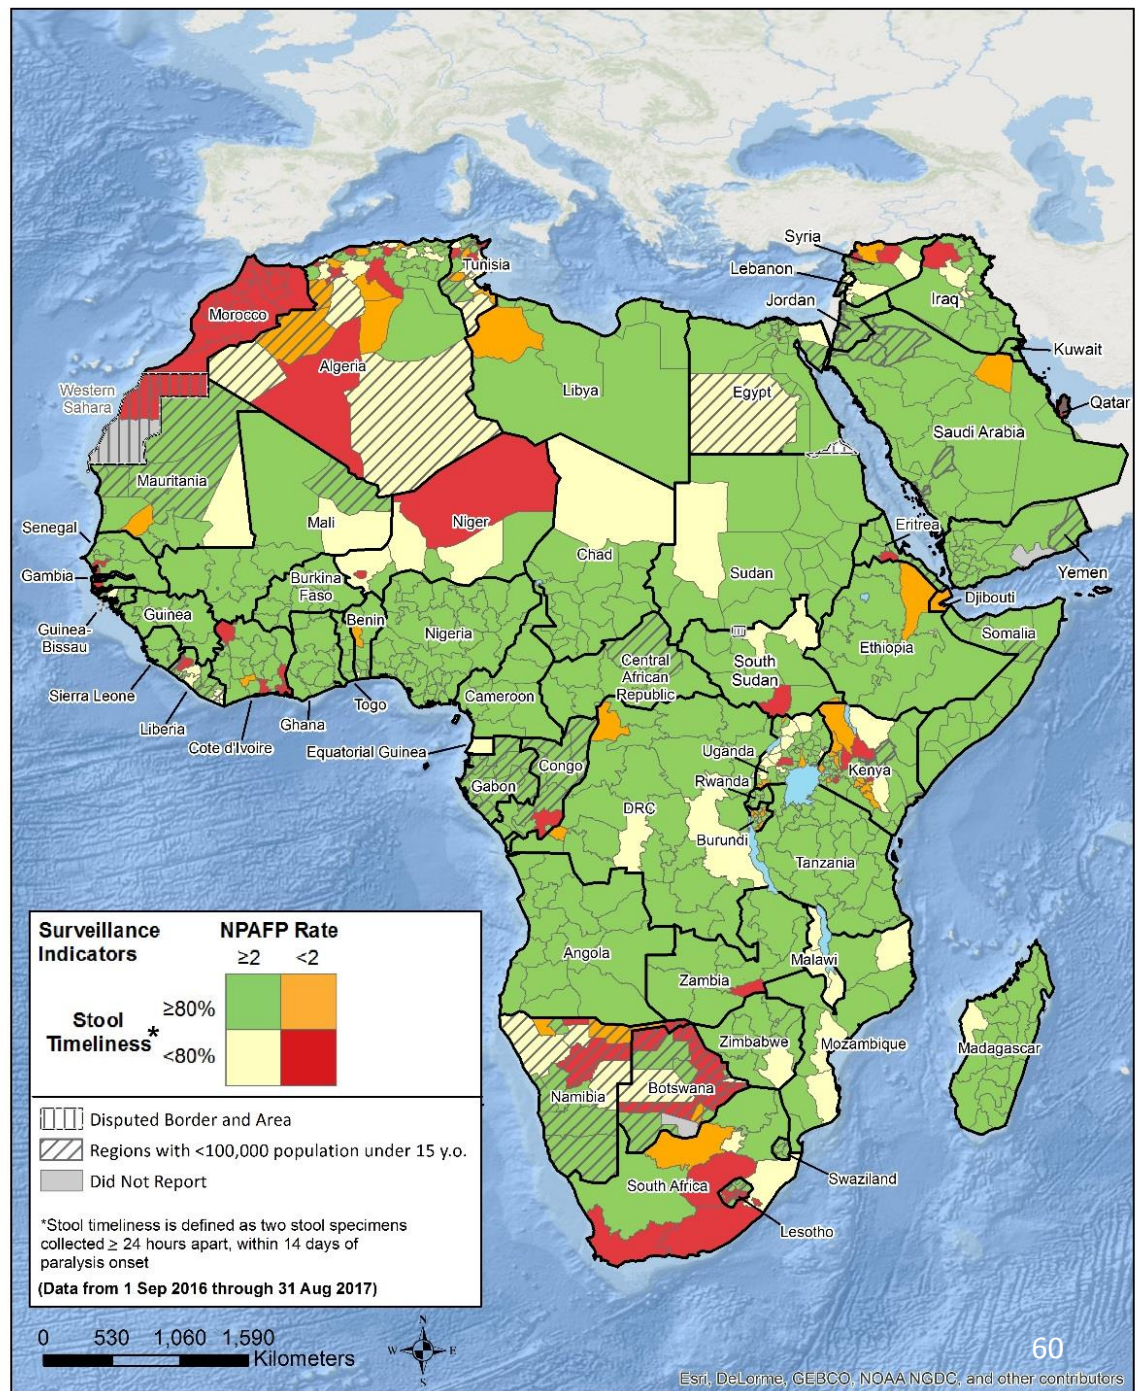 Syria
Lebanon
Tunisia
Jordan
Iraq
Morocco
Kuwait
Algeria
Western
Sahara
Libya
Egypt
Qatar
Saudi Arabia
Mauritania
Senegal
Mali
Niger
Eritrea
Chad
Gambia
Sudan
Yemen
Burkina
Faso
Djibouti
Guinea
Benin
Nigeria
Guinea-
Bissau
Somalia
Ethiopia
Central
African
Republic
South
Sudan
Sierra Leone
Cameroon
Togo
Liberia
Ghana
Cote d'Ivoire
Equatorial Guinea
Uganda
Congo
Kenya
Gabon
Rwanda
DRC
Burundi
Tanzania
Angola
Malawi
Zambia
Zimbabwe
Mozambique
Madagascar
Botswana
Namibia
Swaziland
South Africa
Lesotho
Surveillance
Indicators
NPAFP Rate
≥2 <2
≥80%
Stool
Timeliness*
<80%
Disputed Border and Area
Regions with <100,000 population under 15 y.o.
Did Not Report
*Stool timeliness is defined as two stool specimens
collected ≥ 24 hours apart, within 14 days of
paralysis onset
(Data from 1 Sep 2016 through 31 Aug 2017)
0 530 1,060 1,590
Kilometers
N
W E
S
60
Esri, DeLorme, GEBCO, NOAA NGDC, and other contributors